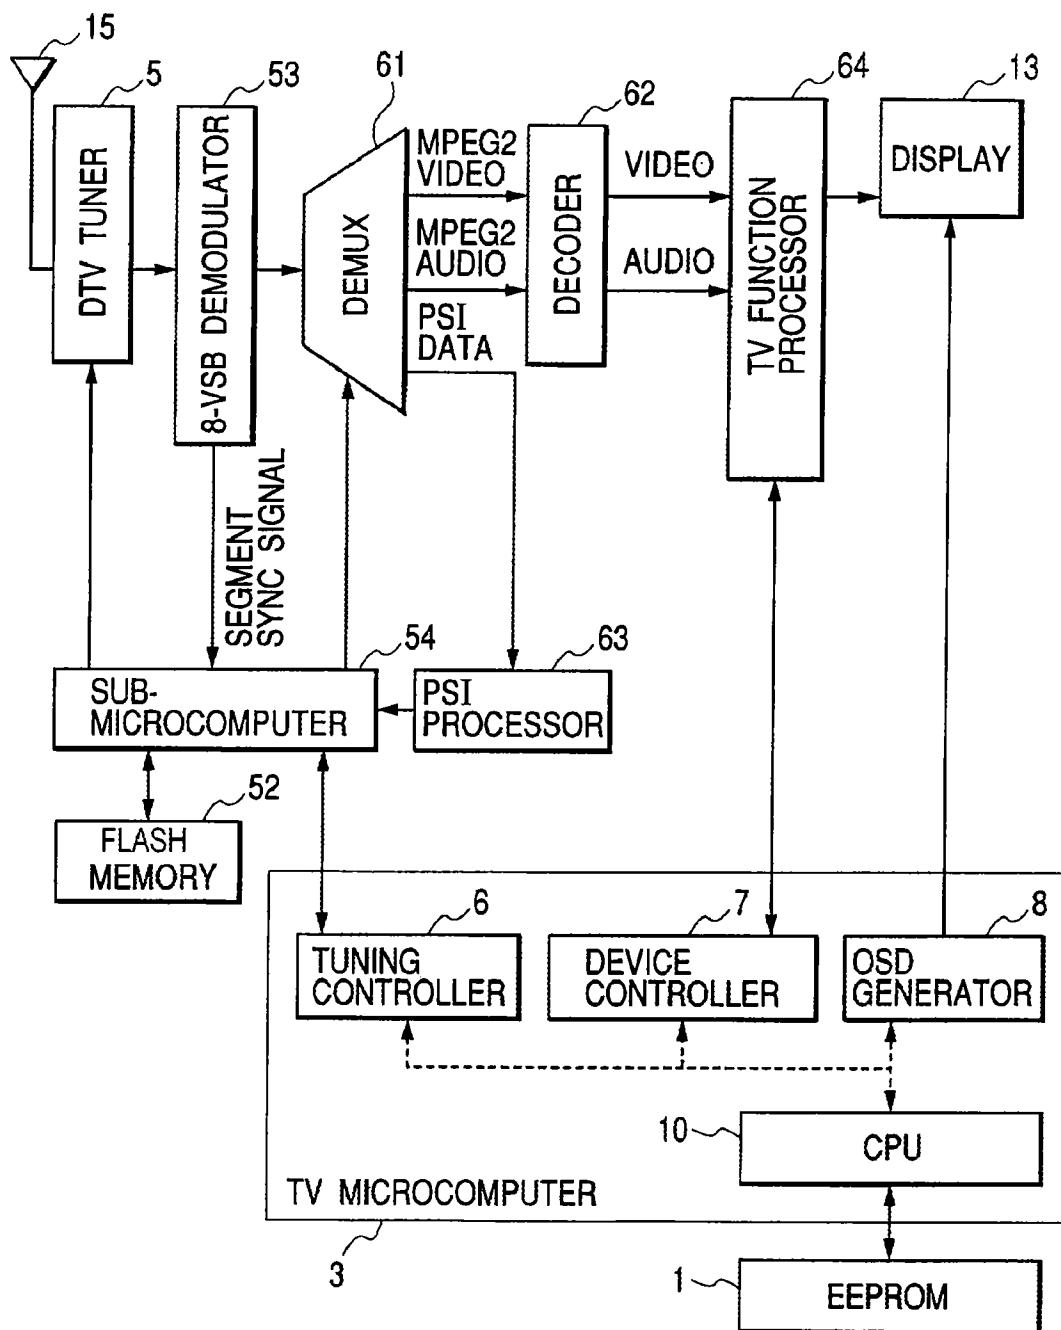 15
5
53
61
62
64
13
DTV TUNER
8-VSB DEMODULATOR
DEMUX
MPEG2
VIDEO
MPEG2
AUDIO
PSI
DATA
DECODER
VIDEO
AUDIO
TV FUNCTION
PROCESSOR
DISPLAY
SEGMENT
SYNC SIGNAL
54
63
SUB-
MICROCOMPUTER
PSI
PROCESSOR
52
FLASH
MEMORY
6
7
8
TUNING
CONTROLLER
DEVICE
CONTROLLER
OSD
GENERATOR
10
CPU
TV MICROCOMPUTER
3
1
EEPROM